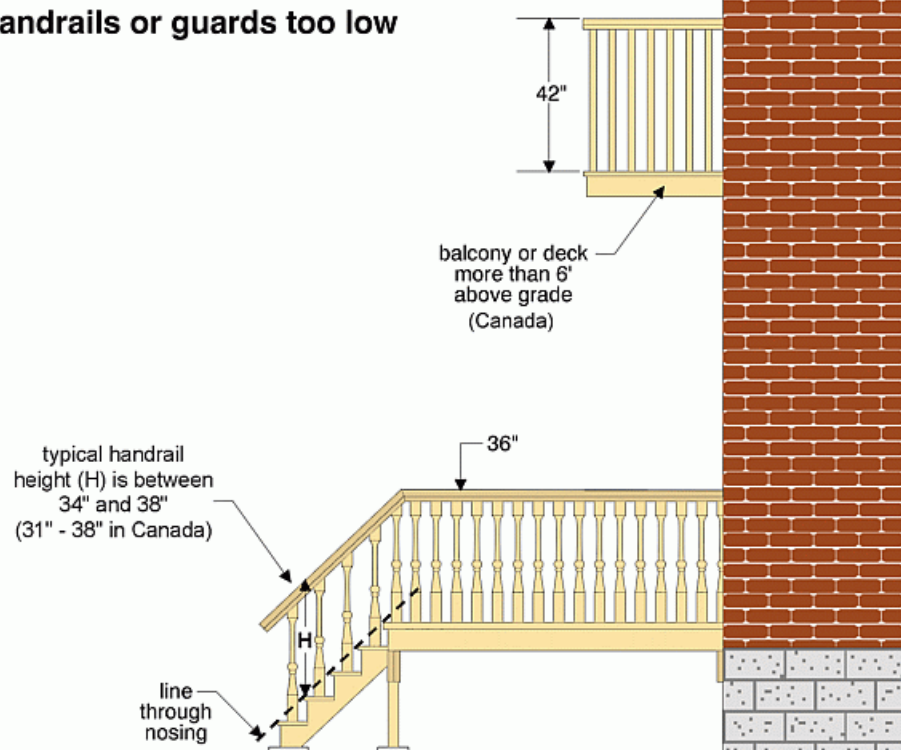 andrails or guards too low
42"
balcony or deck
more than 6'
above grade
(Canada)
36"
typical handrail
height (H) is between
34" and 38"
(31" - 38" in Canada)
H
line
through
nosing